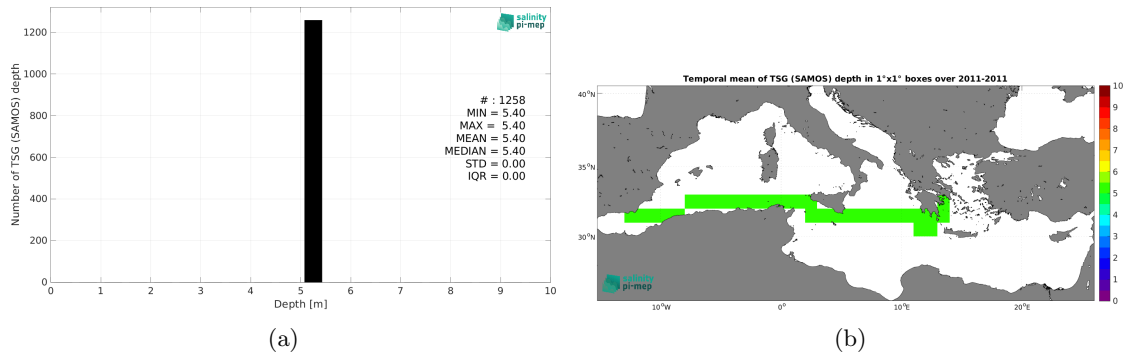 salinity
pi-mep
1200
1000
800
600
400
200
0
Number of TSG (SAMOS) depth
# : 1258
MIN = 5.40
MAX = 5.40
MEAN = 5.40
MEDIAN = 5.40
STD = 0.00
IQR = 0.00
0 1 2 3 4 5 6 7 8 9 10
Depth [m]
(a)
Temporal mean of TSG (SAMOS) depth in 1°x1° boxes over 2011-2011
40°N
35°N
30°N
10°W 0° 10°E 20°E
10
9
8
7
6
5
4
3
2
1
0
salinity
pi-mep
(b)